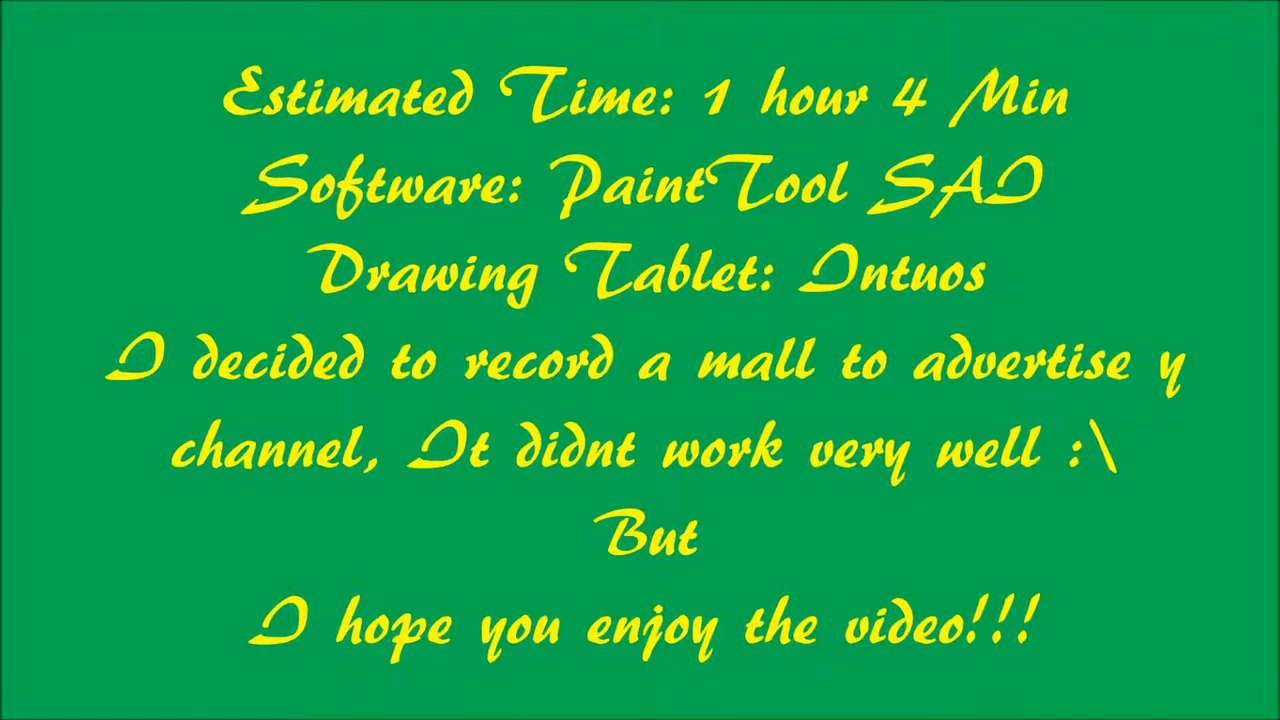 Estimated Time: 1 hour 4 Min
Software: PaintTool SAI
Drawing Tablet: Intuos
I decided to record a mall to advertise y
channel, It didnt work very well :\
But
I hope you enjoy the video!!!